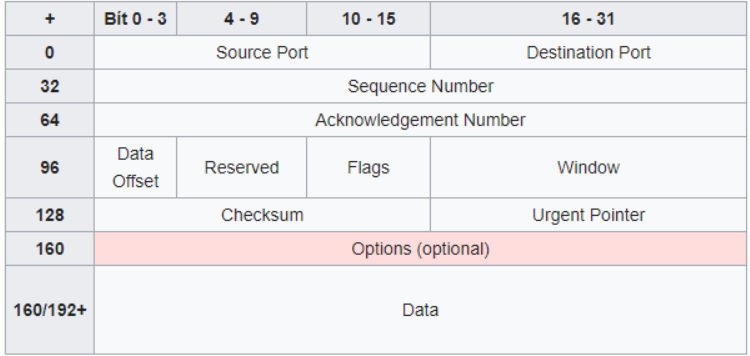 + Bít 0 - 3 4 - 9 10 - 15 16 - 31
0 Source Port Destination Port
32 Sequence Number
64 Acknowledgement Number
96 Data Offset Reserved Flags Window
128 Checksum Urgent Pointer
160 Options (optional)
160/192+ Data